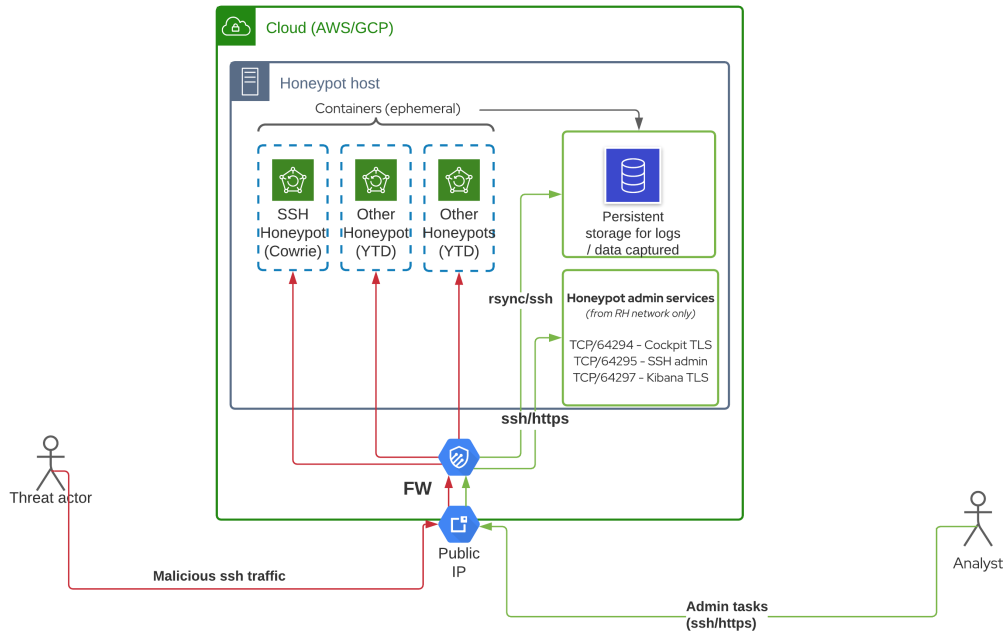 Cloud (AWS/GCP)
Honeypot host
Containers (ephemeral)
SSH
Honeypot
(Cowrie)
Other
Honeypot
(YTD)
Other
Honeypots
(YTD)
Persistent
storage for logs
/ data captured
rsync/ssh
Honeypot admin services
(from RH network only)
TCP/64294 - Cockpit TLS
TCP/64295 - SSH admin
TCP/64297 - Kibana TLS
ssh/https
FW
Threat actor
Public
IP
Analyst
Malicious ssh traffic
Admin tasks
(ssh/https)